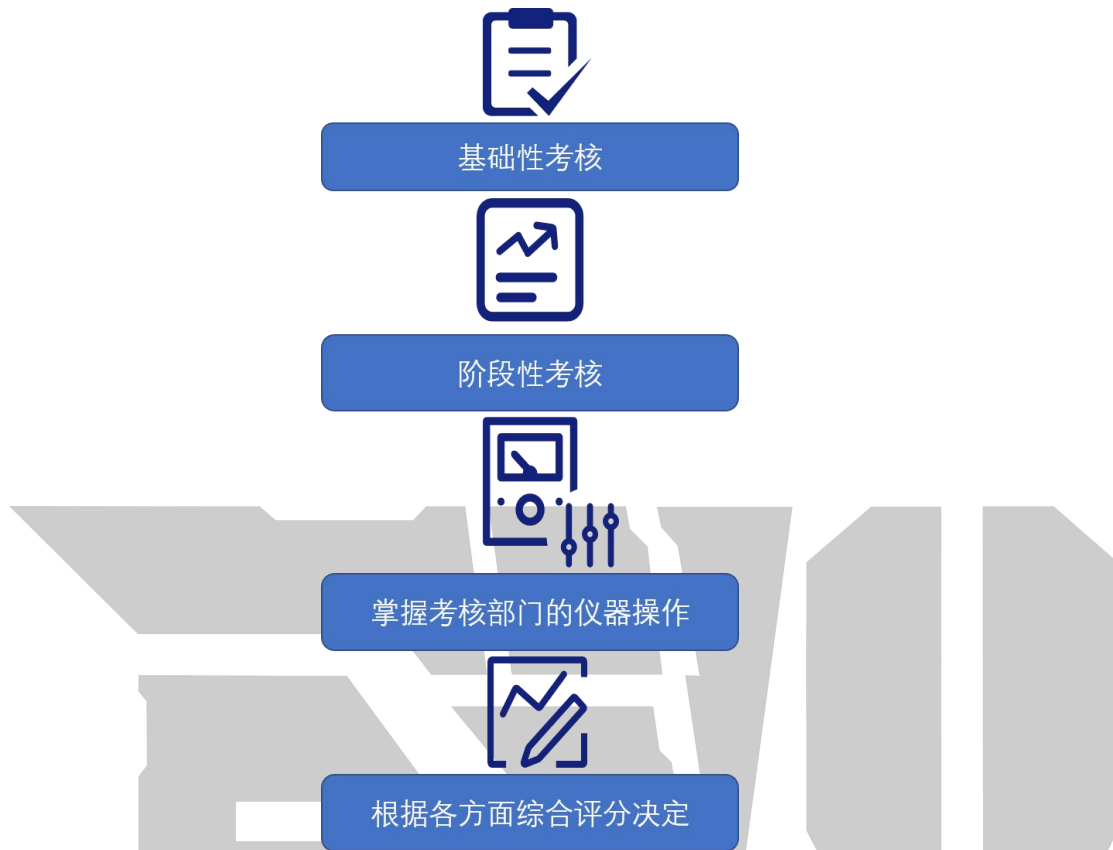 基础性考核
阶段性考核
掌握考核部门的仪器操作
根据各方面综合评分决定